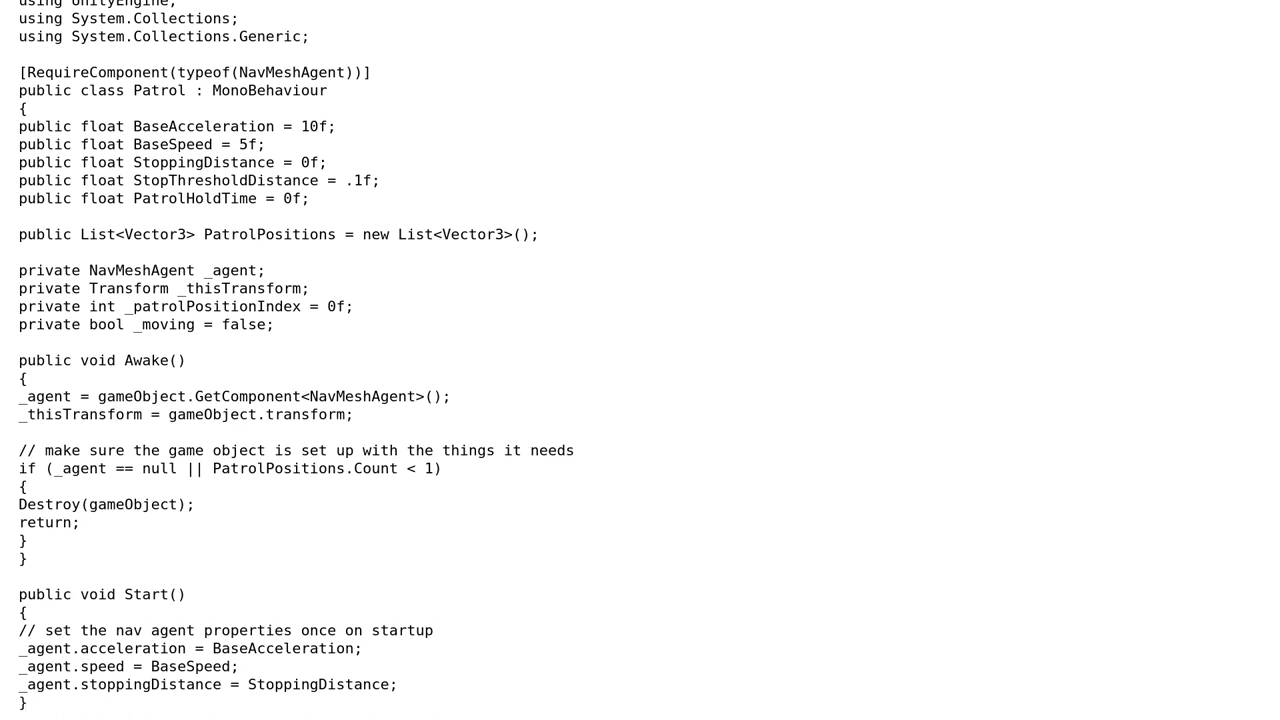 using UnityEngine;
using System.Collections;
using System.Collections.Generic;
[RequireComponent(typeof(NavMeshAgent))]
public class Patrol : MonoBehaviour
{
public float BaseAcceleration = 10f;
public float BaseSpeed = 5f;
public float StoppingDistance = 0f;
public float StopThresholdDistance = .1f;
public float PatrolHoldTime = 0f;
public List<Vector3> PatrolPositions = new List<Vector3>();
private NavMeshAgent _agent;
private Transform _thisTransform;
private int _patrolPositionIndex = 0f;
private bool _moving = false;
public void Awake()
{
_agent = gameObject.GetComponent<NavMeshAgent>();
_thisTransform = gameObject.transform;
// make sure the game object is set up with the things it needs
if (_agent == null || PatrolPositions.Count < 1)
{
Destroy(gameObject);
return;
}
}
public void Start()
{
// set the nav agent properties once on startup
_agent.acceleration = BaseAcceleration;
_agent.speed = BaseSpeed;
_agent.stoppingDistance = StoppingDistance;
}